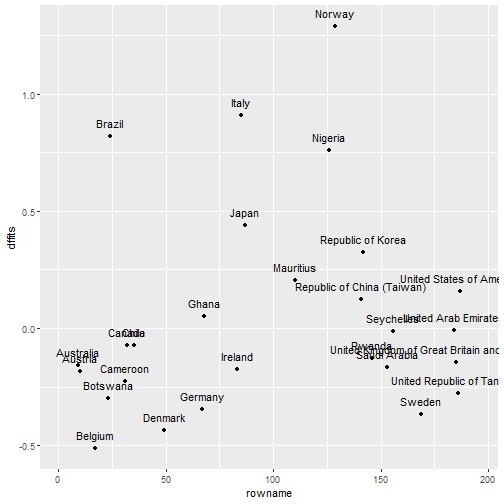 Norway
1.0
Italy
Brazil
Nigeria
0.5
Japan
Republic of Korea
Mauritius
United States of Ame
Republic of China (Taiwan)
Ghana
dffits
0.0
Seychelles
United Arab Emirate
Canada
Chile
Rwanda
United Kingdom of Great Britain and
Australia
Austria
Ireland
Saudi Arabia
Cameroon
Botswana
United Republic of Tan
Germany
Sweden
Denmark
Belgium
-0.5
0 50 100 150 200
rowname